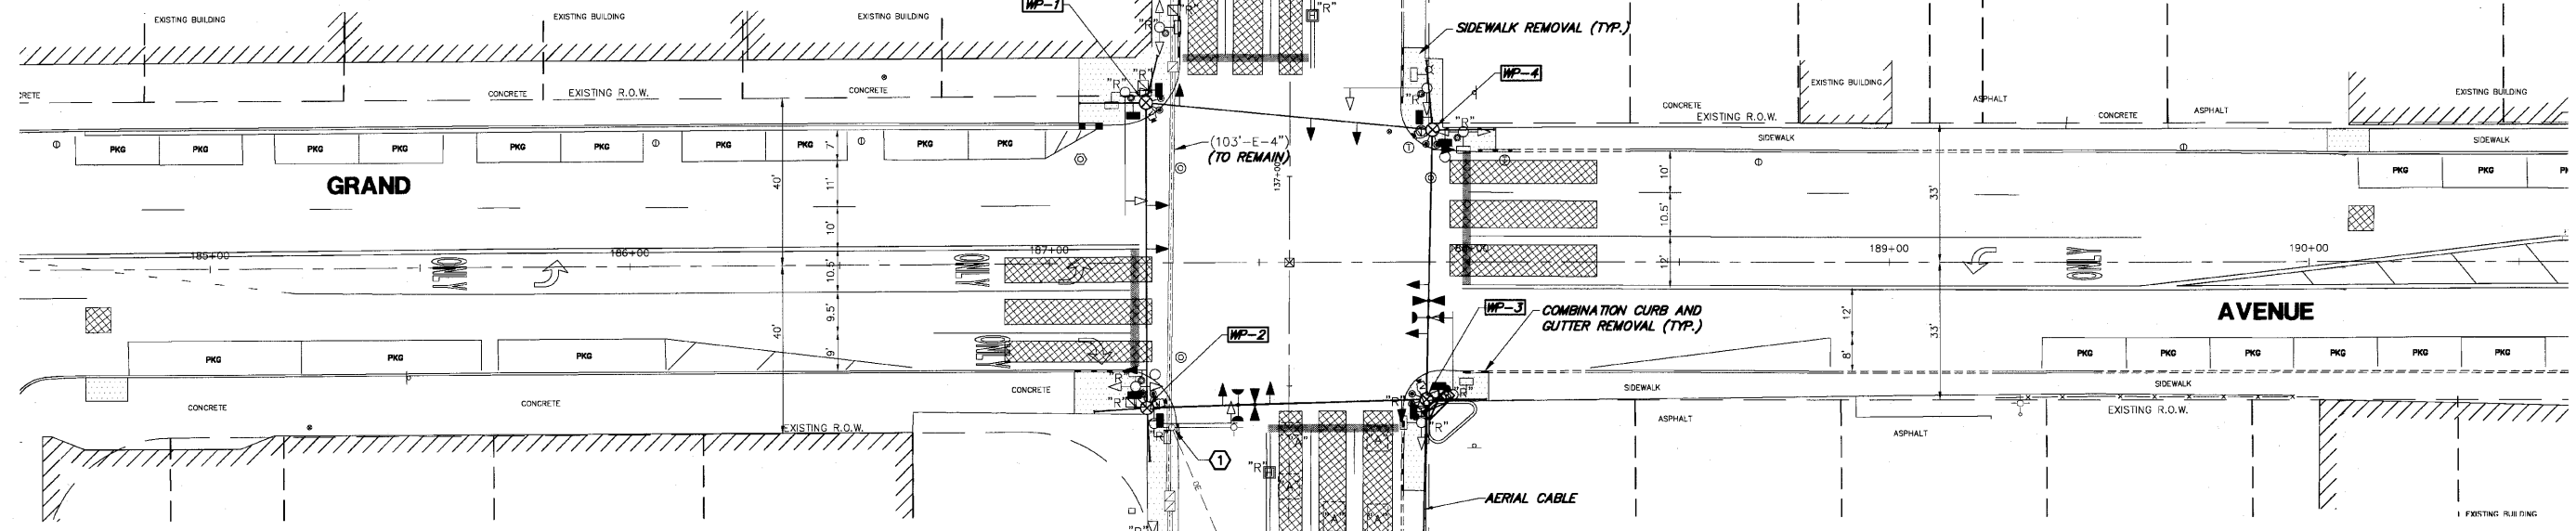 WP-1
EXISTING BUILDING
EXISTING BUILDING
EXISTING BUILDING
"R"
"R"
"R"
SIDEWALK REMOVAL (TYP.)
WP-4
EXISTING BUILDING
EXISTING BUILDING
CONCRETE
EXISTING R.O.W.
CONCRETE
"R"
"R"
CONCRETE
EXISTING R.O.W.
ASPHALT
CONCRETE
ASPHALT
SIDEWALK
SIDEWALK
PKG
PKG
PKG
PKG
PKG
PKG
PKG
PKG
PKG
PKG
7'
(103'-E-4")
(TO REMAIN)
137+00
"R"
PKG
PKG
GRAND
40'
11'
10'
10'
10.5'
33'
185+00
186+00
187+00
189+00
190+00
ONLY
ONLY
10.5'
12'
ONLY
9.5'
40'
WP-3
COMBINATION CURB AND
GUTTER REMOVAL (TYP.)
12'
33'
AVENUE
WP-2
PKG
PKG
PKG
ONLY
9'
8'
PKG
PKG
PKG
PKG
PKG
PKG
CONCRETE
CONCRETE
CONCRETE
"R"
"R"
SIDEWALK
SIDEWALK
EXISTING R.O.W.
EXISTING R.O.W.
ASPHALT
ASPHALT
"R"
1
"R"
"A"
"A"
"A"
AERIAL CABLE
OE
"A"
"A"
"R"
EXISTING BUILDING